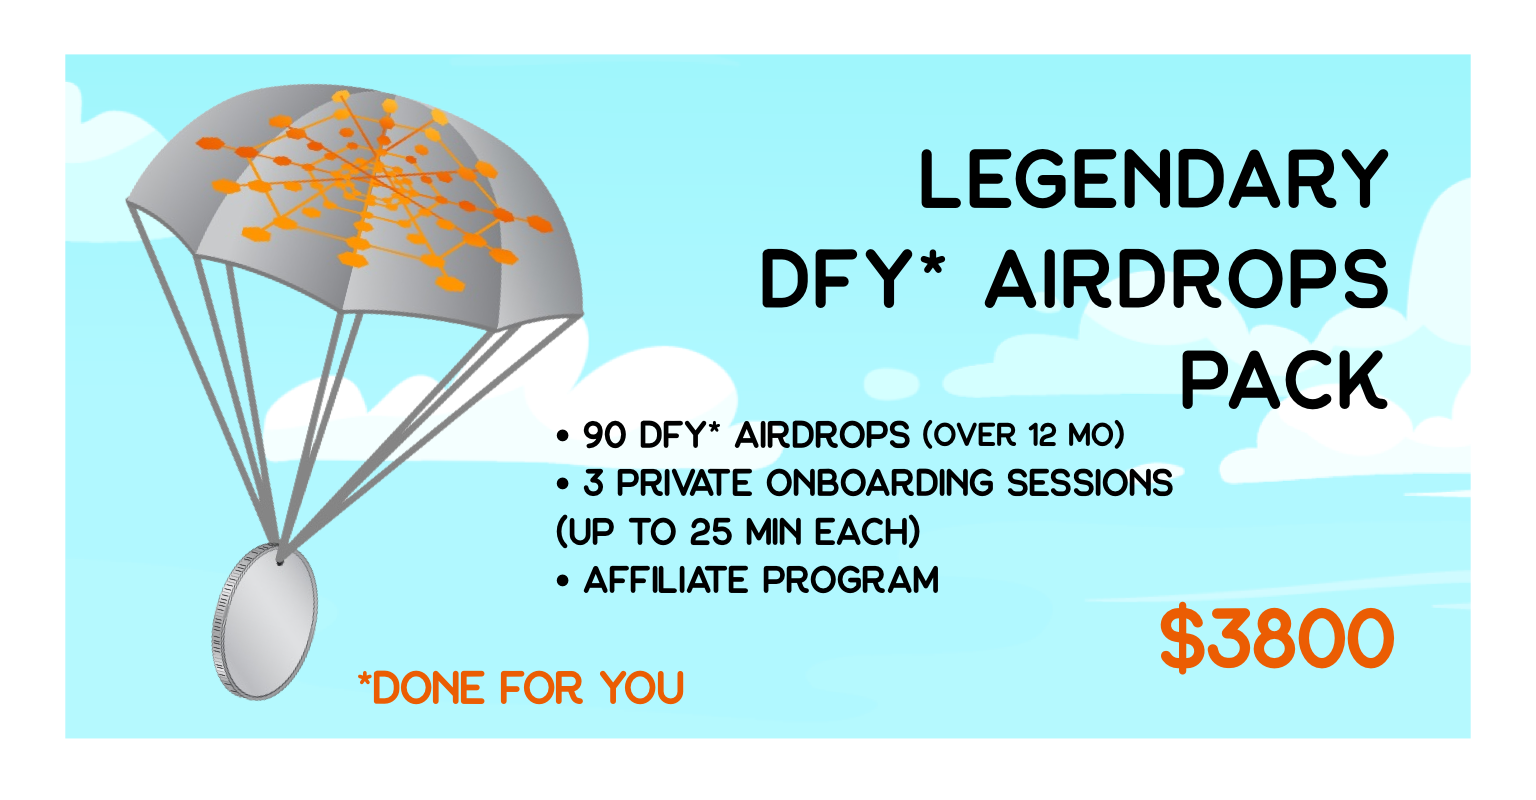 LEGENDARY
DFY* AIRDROPS
PACK
• 90 DFY* AIRDROPS (OVER 12 MO)
• 3 PRIVATE ONBOARDING SESSIONS
(UP TO 25 MIN EACH)
• AFFILIATE PROGRAM
$3800
*DONE FOR YOU